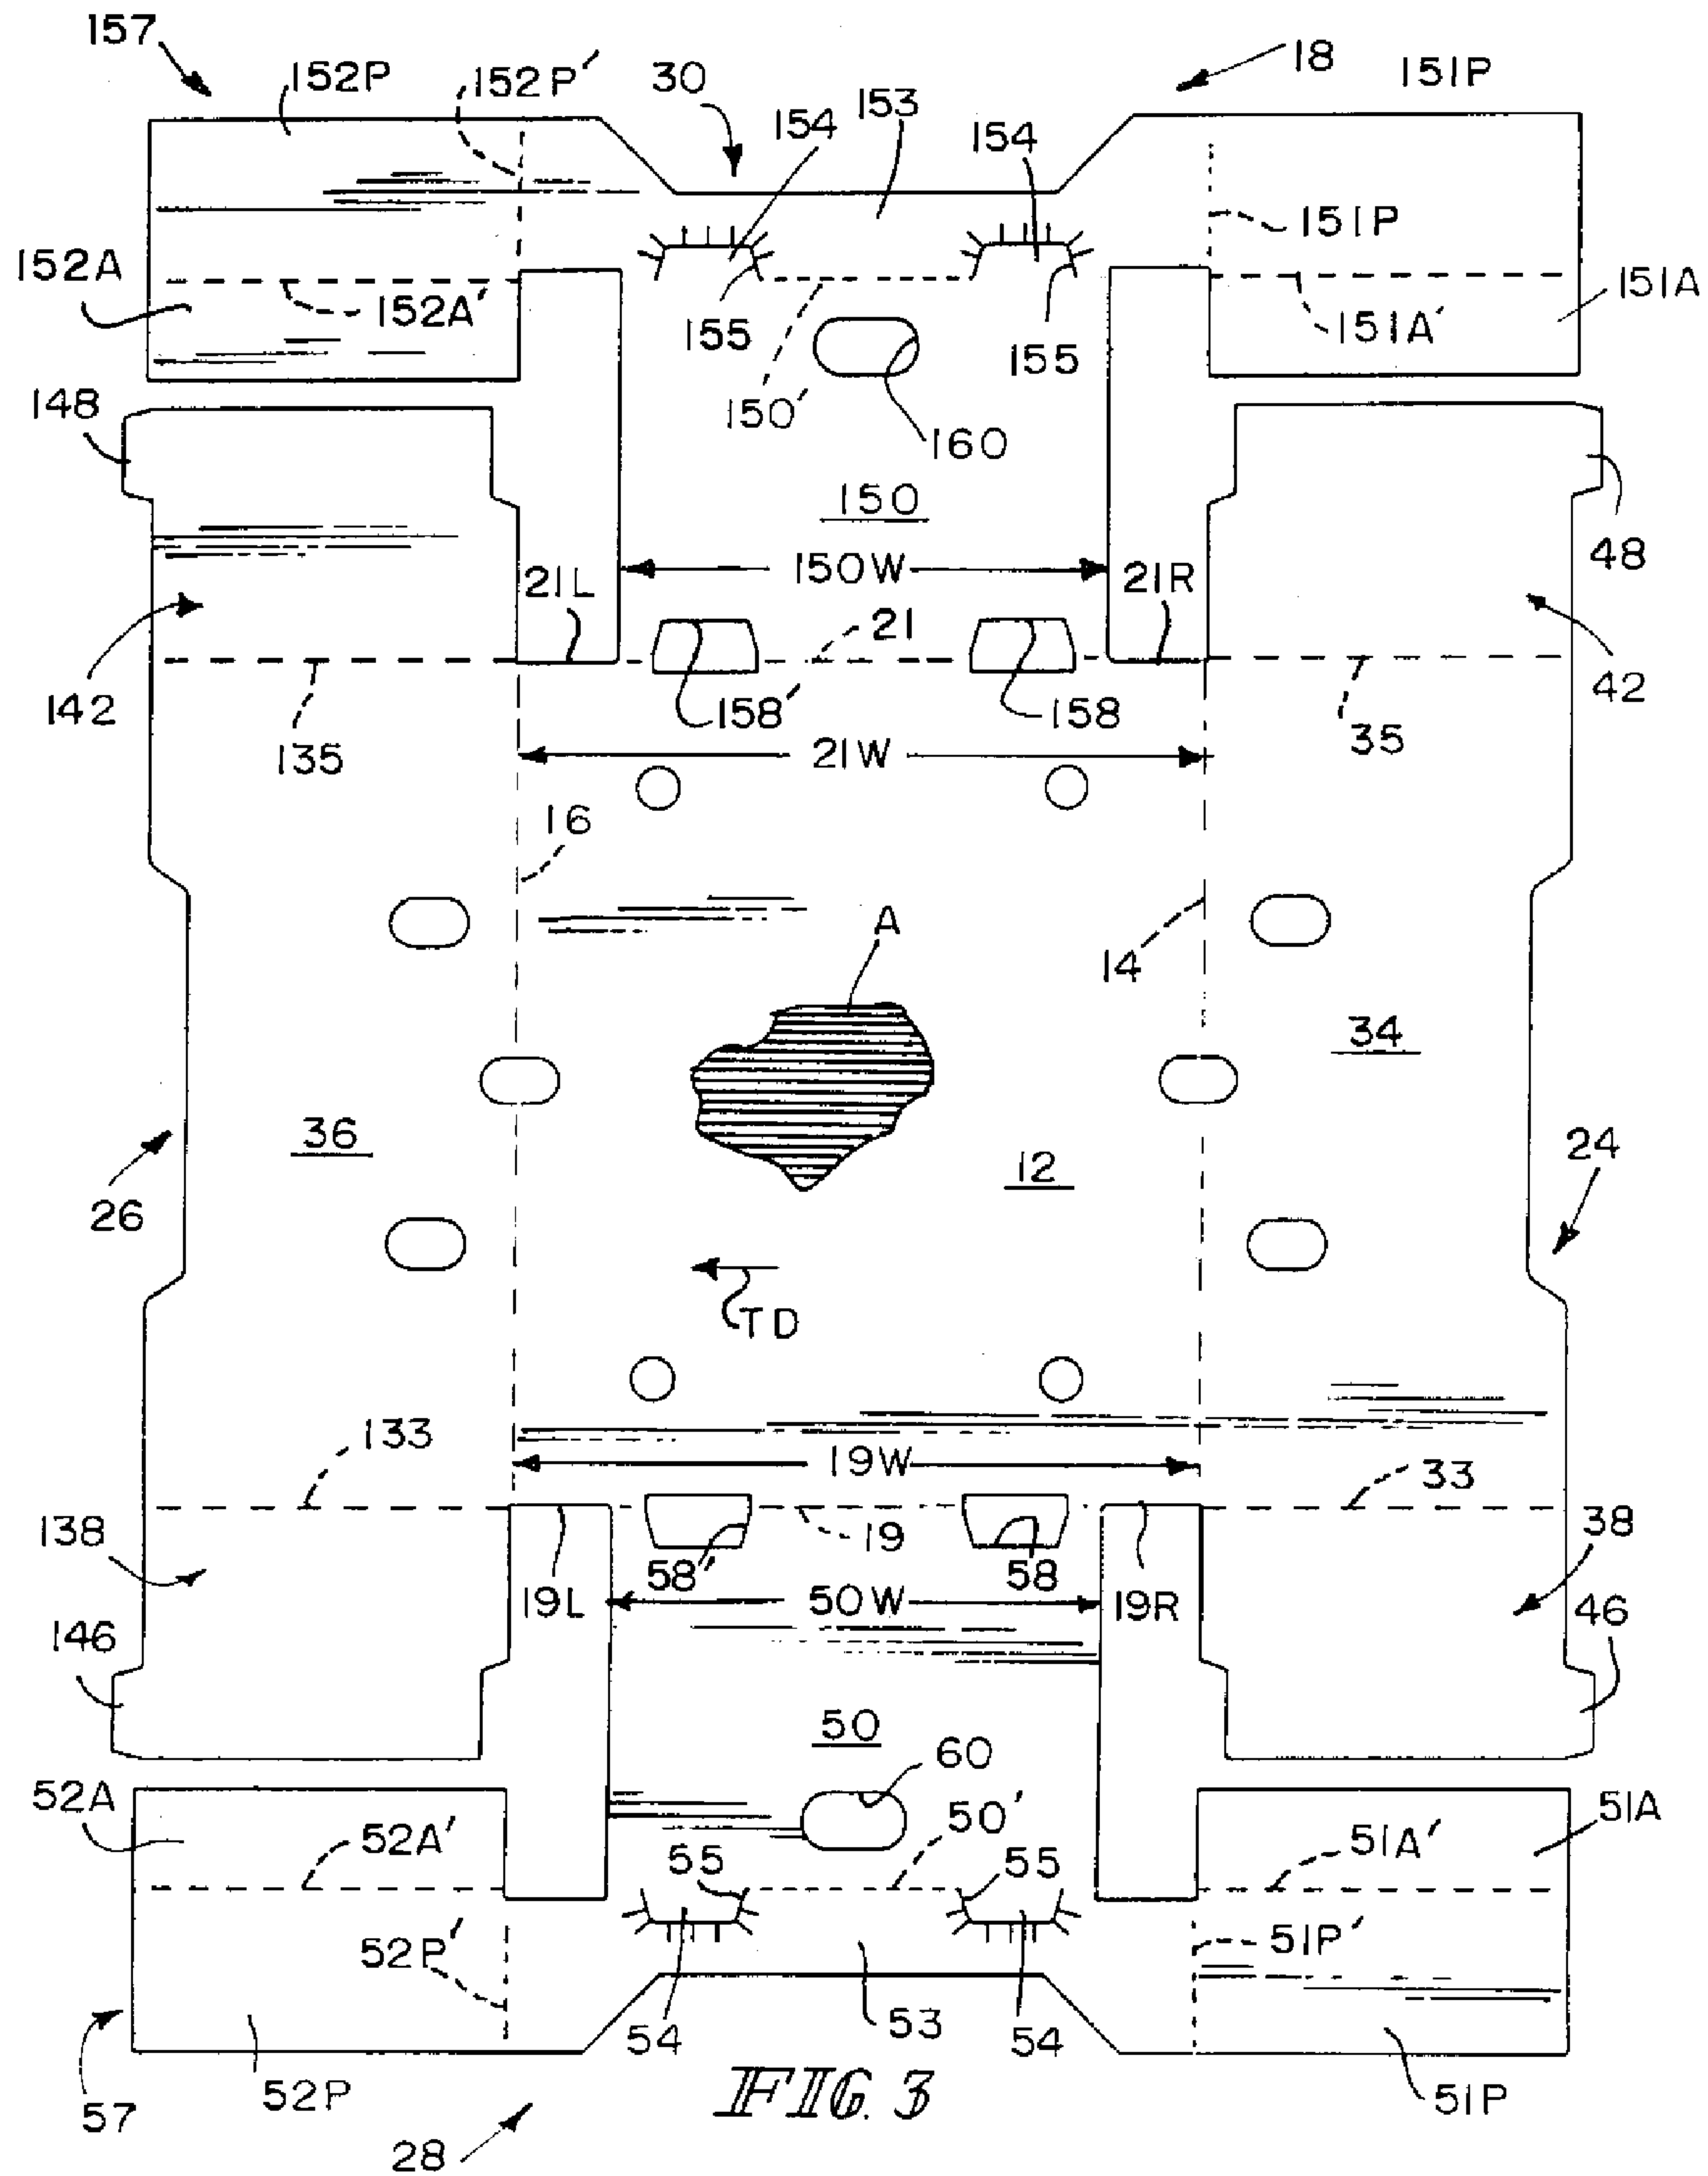 157
152P
152P'
30
154
153
154
18
151P
151P
152A
152A'
155
155
151A'
151A
150'
160
148
150
48
21L
150W
21R
21
142
42
135
158'
158
35
21W
16
A
14
34
36
12
24
26
TD
133
19W
33
138
19
38
58'
58
19L
50W
19R
46
146
50
60
52A
52A'
55
50'
55
51A'
51A
52P'
51P'
54
53
54
57
52P
51P
28
FIG. 3